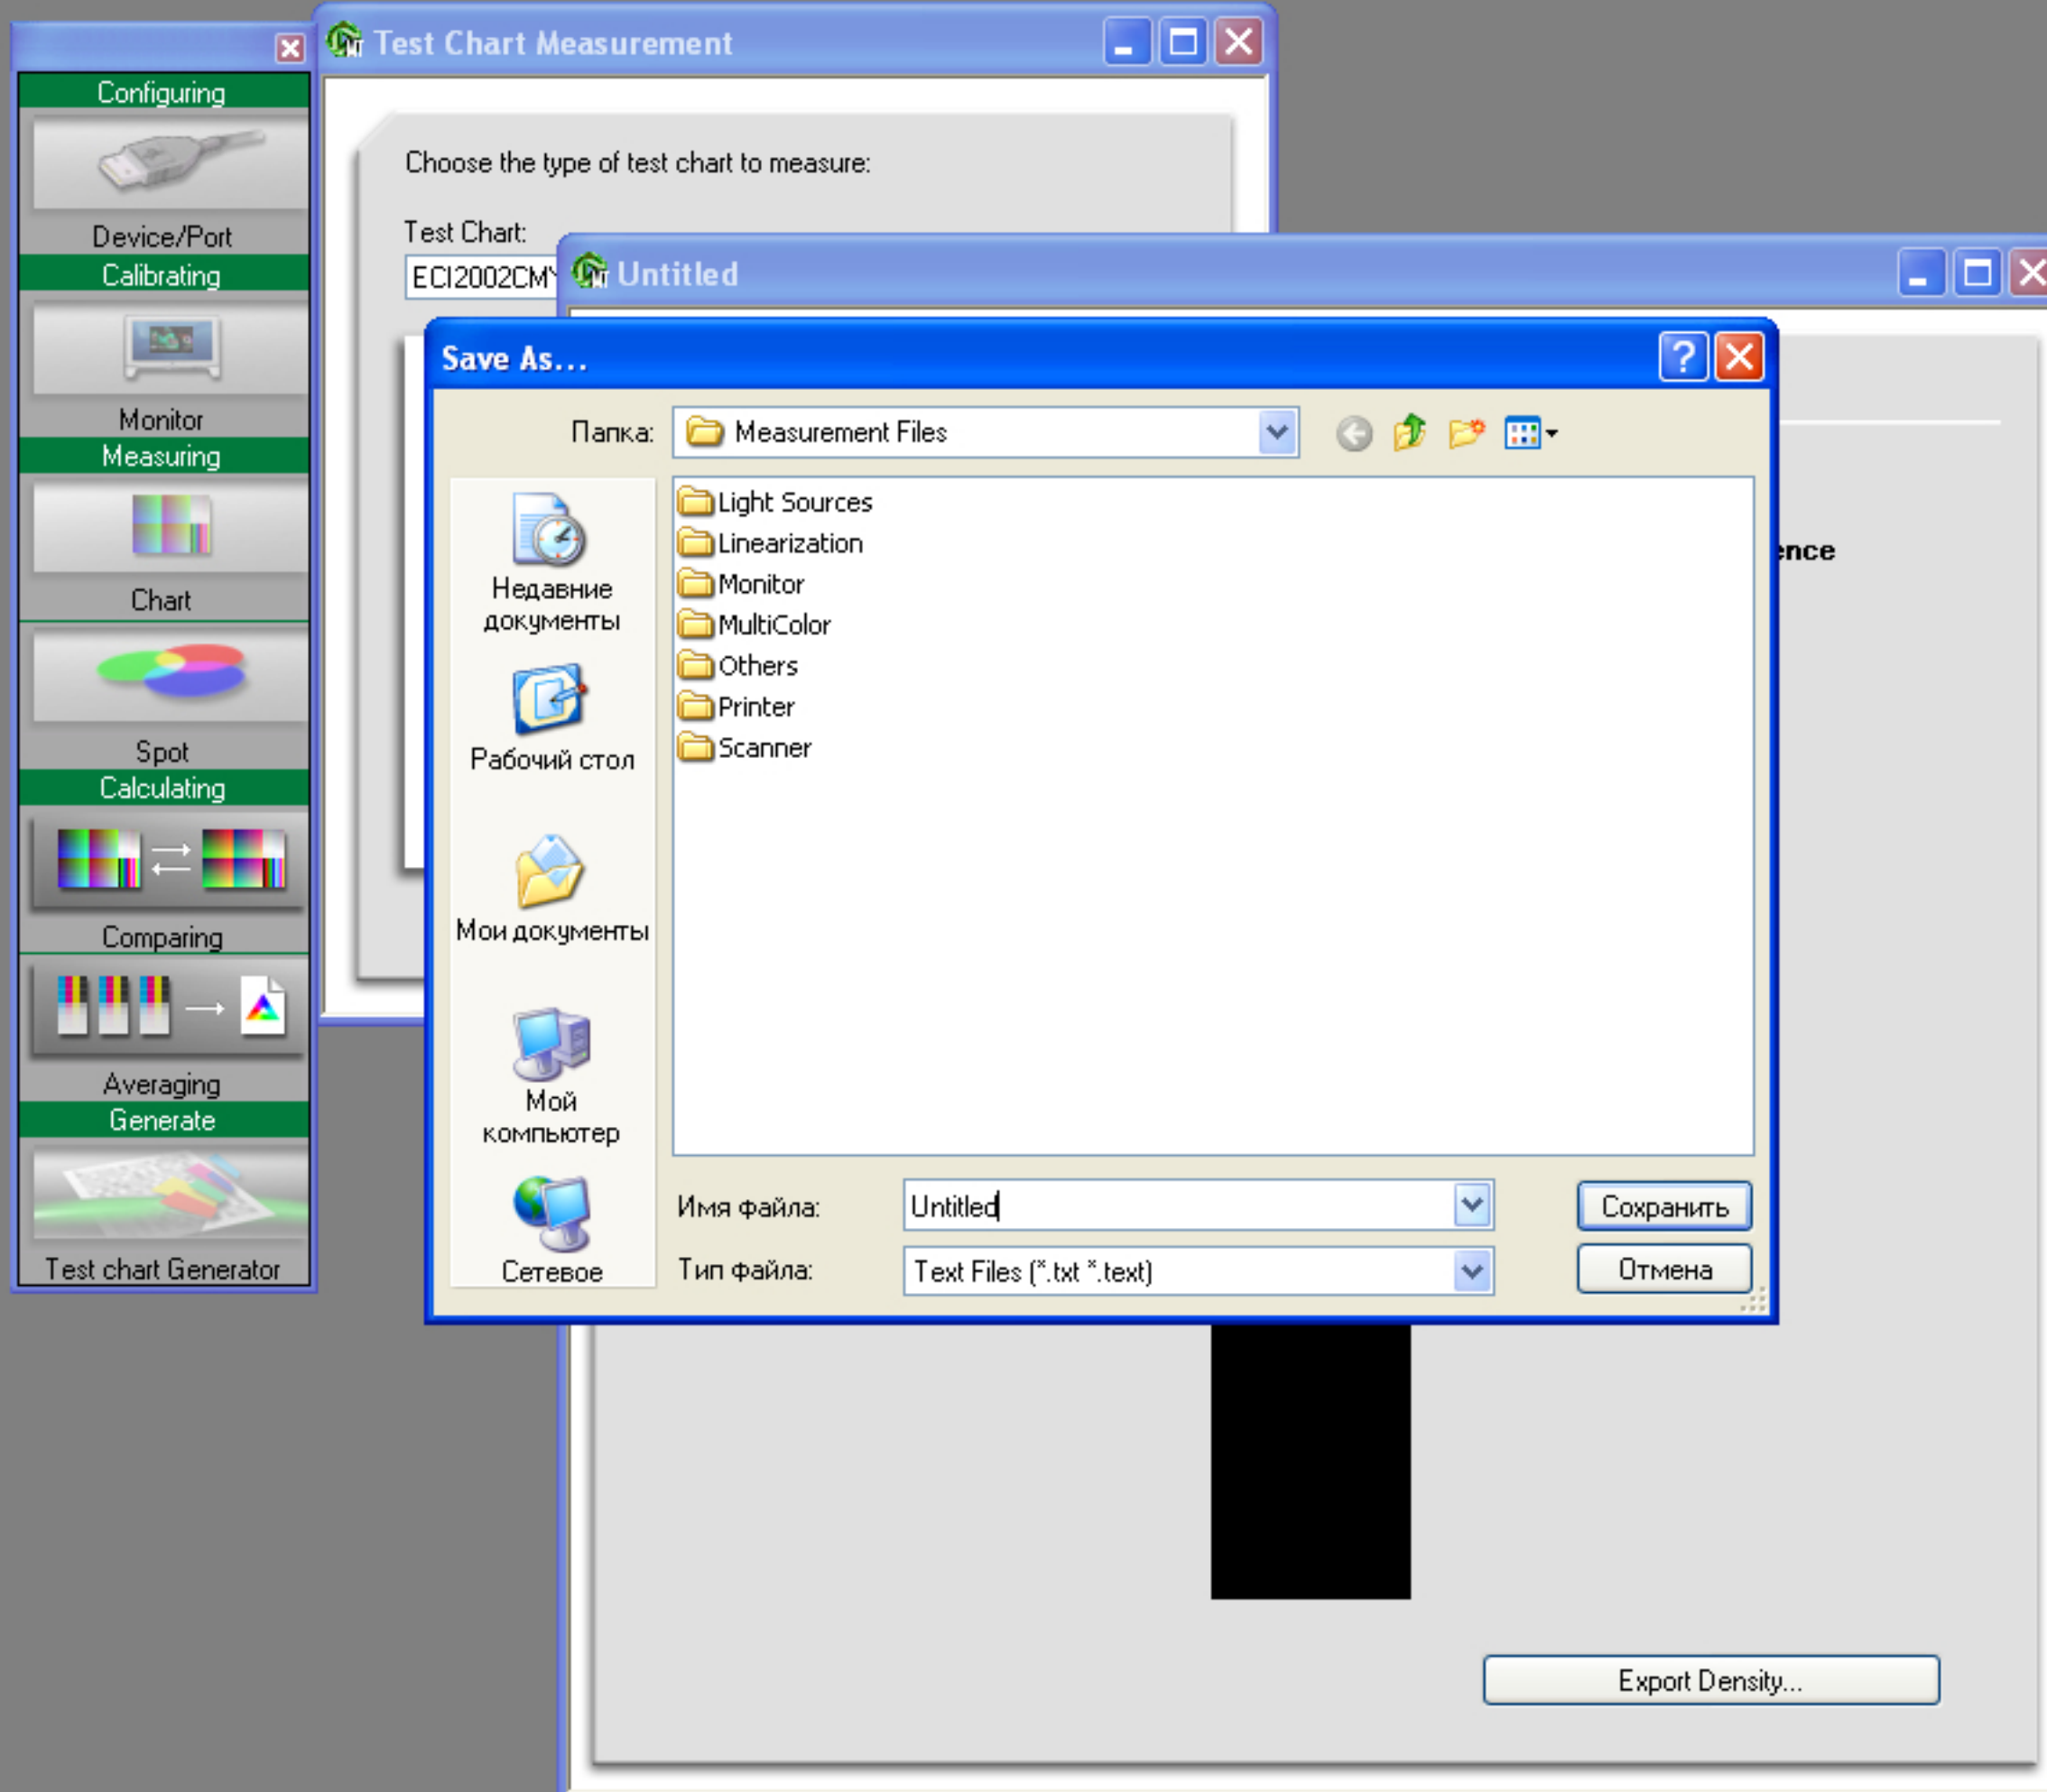 Configuring
Device/Port
Calibrating
Monitor
Measuring
Chart
Spot
Calculating
Comparing
Averaging
Generate
Test chart Generator
Test Chart Measurement
Choose the type of test chart to measure:
Test Chart:
ECI2002CMY
Untitled
ence
Save As...
Папка:
Measurement Files
Недавние
документы
Рабочий стол
Мои документы
Мой
компьютер
Сетевое
Light Sources
Linearization
Monitor
MultiColor
Others
Printer
Scanner
Имя файла:
Untitled
Сохранить
Тип файла:
Text Files (*.txt *.text)
Отмена
Export Density...